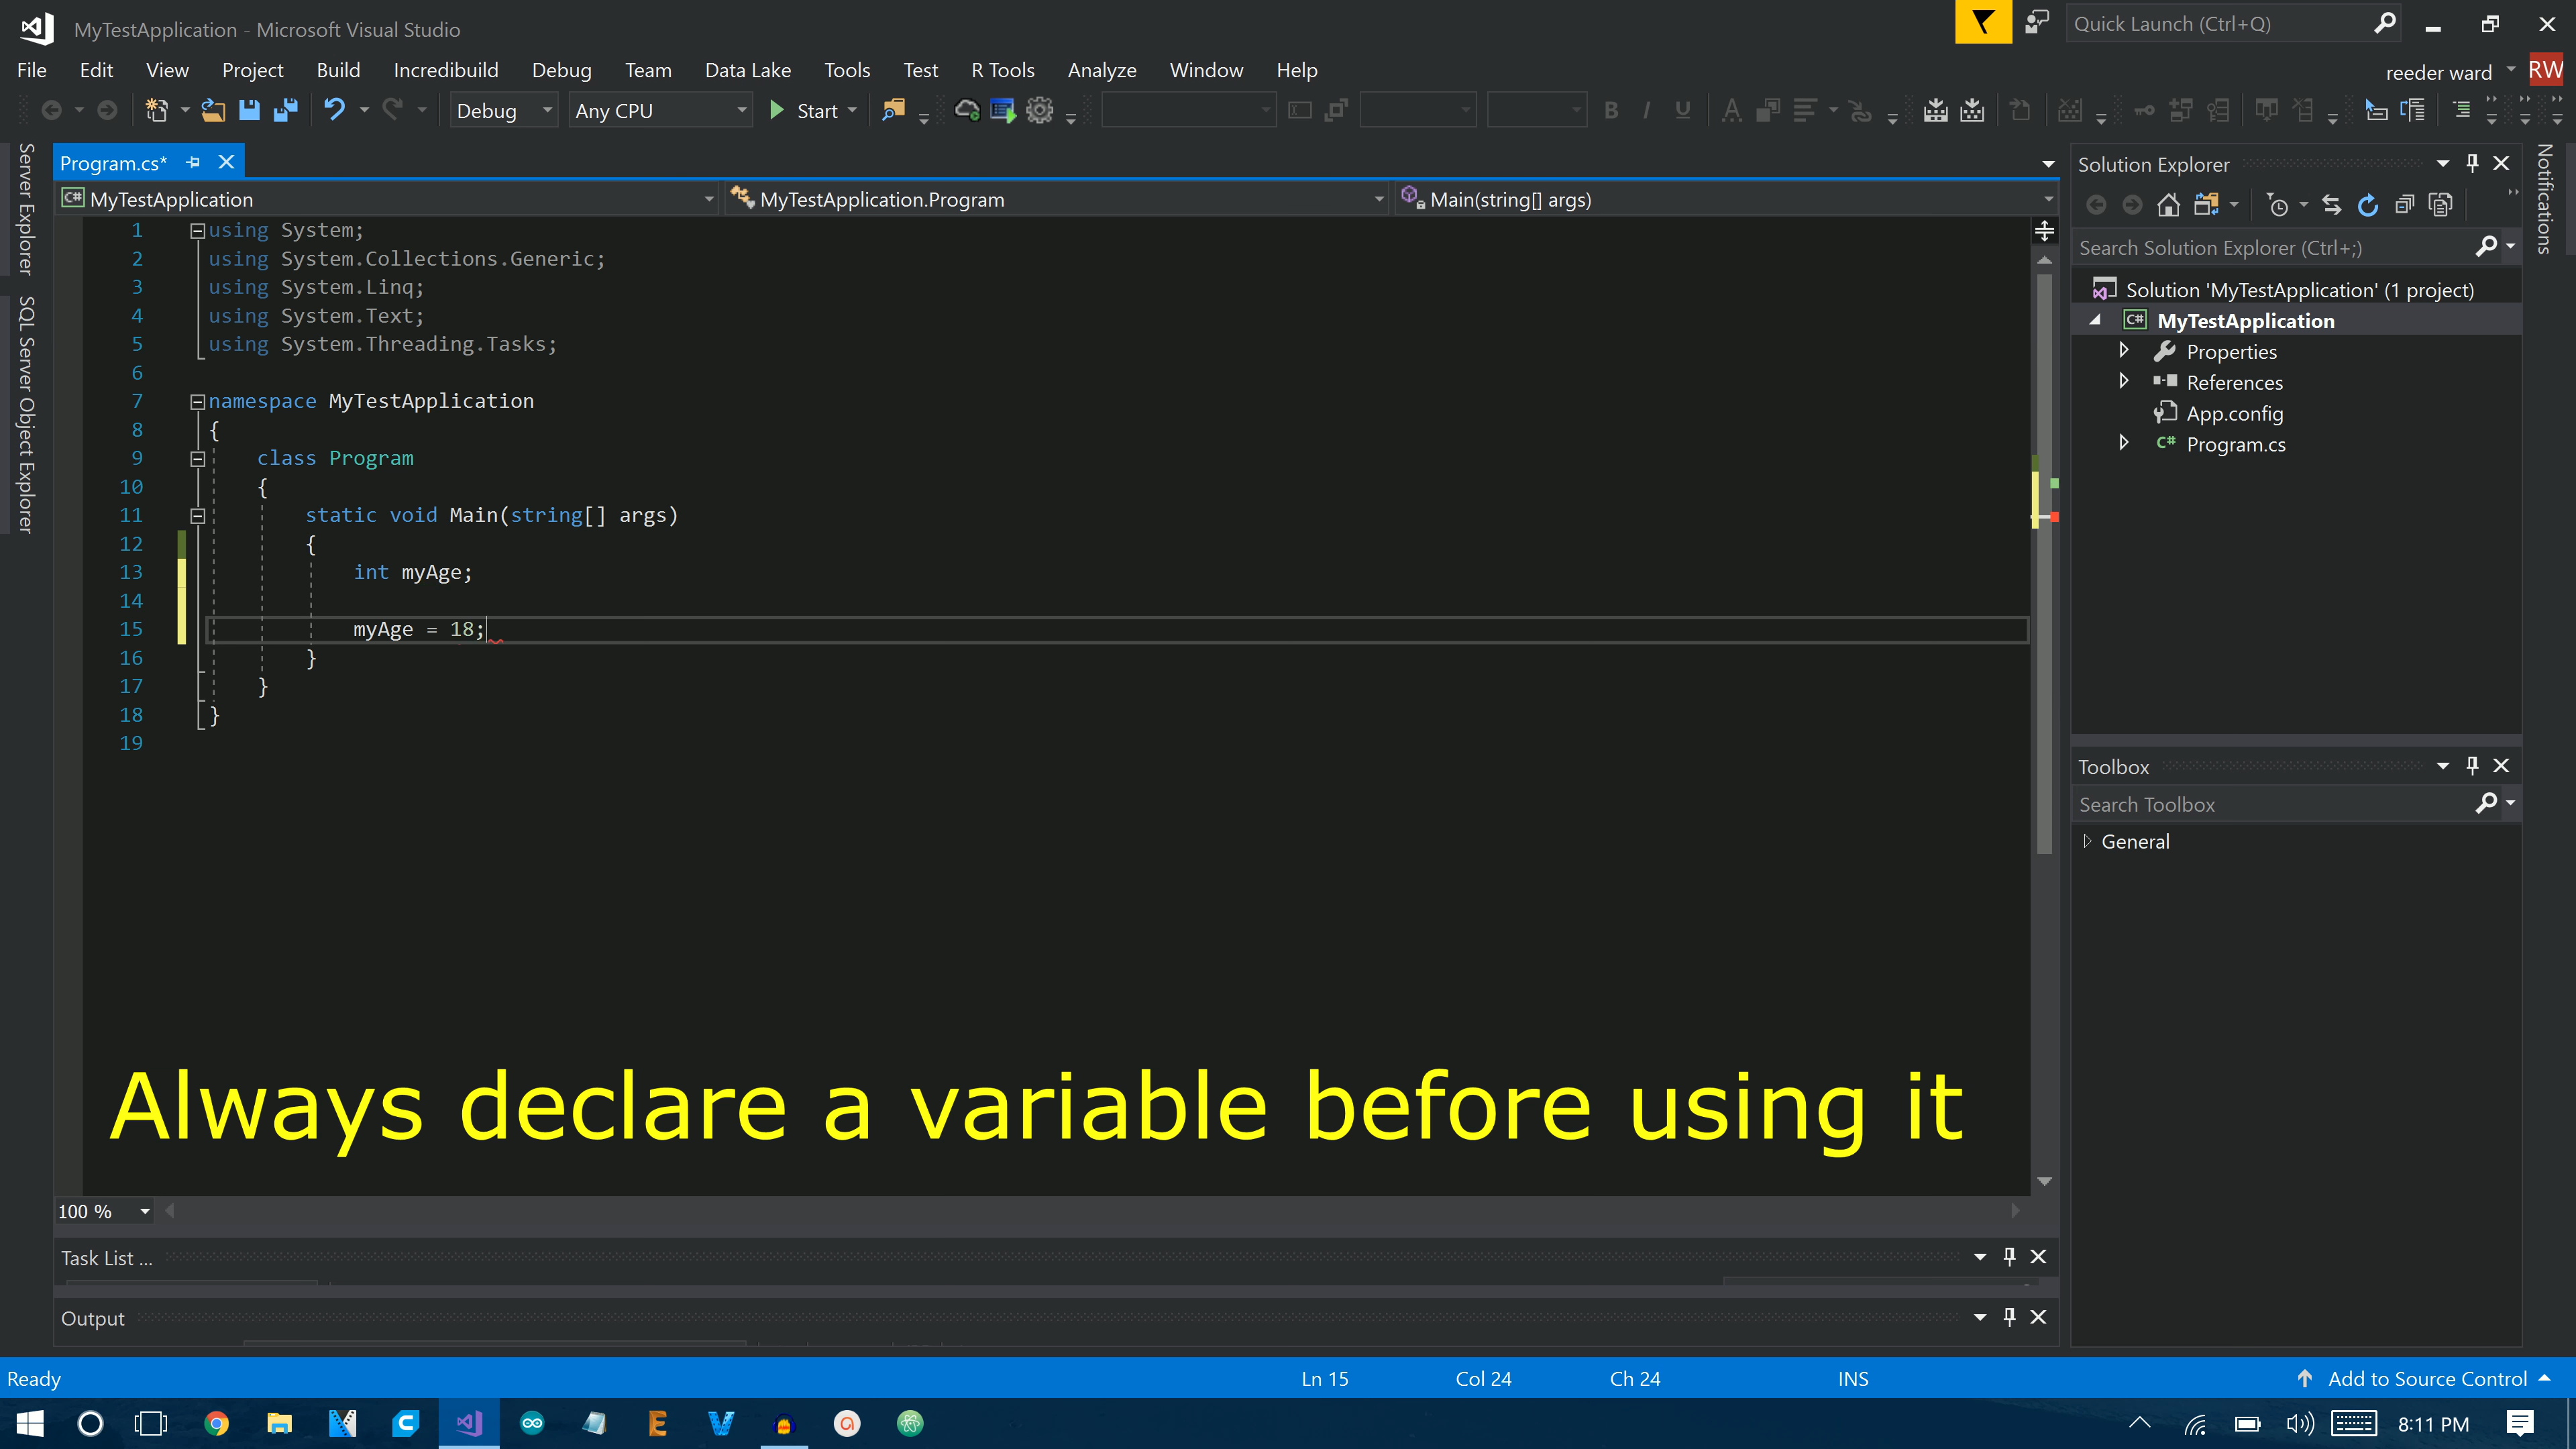 MyTestApplication - Microsoft Visual Studio
Quick Launch (Ctrl+Q)
File Edit View Project Build Incredibuild Debug Team Data Lake Tools Test R Tools Analyze Window Help
reeder ward RW
Debug Any CPU Start
B I U A
Server Explorer
SQL Server Object Explorer
Program.cs*
C# MyTestApplication MyTestApplication.Program Main(string[] args)
1 using System;
2 using System.Collections.Generic;
3 using System.Linq;
4 using System.Text;
5 using System.Threading.Tasks;
6
7 namespace MyTestApplication
8 {
9 class Program
10 {
11 static void Main(string[] args)
12 {
13 int myAge;
14
15 myAge = 18;
16 }
17 }
18 }
19
Always declare a variable before using it
100 %
Task List ...
Output
Solution Explorer
Search Solution Explorer (Ctrl+;)
Solution 'MyTestApplication' (1 project)
C# MyTestApplication
Properties
References
App.config
C# Program.cs
Toolbox
Search Toolbox
General
Notifications
Ready Ln 15 Col 24 Ch 24 INS Add to Source Control
8:11 PM